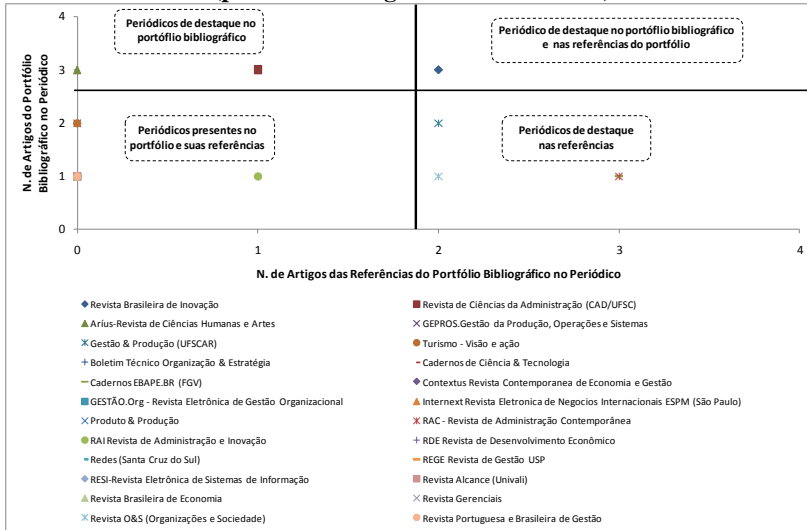 4
3
2
1
0
0
1
2
3
4
N. de Artigos do Portfólio
Bibliográfico no Periódico
N. de Artigos das Referências do Portfólio Bibliográfico no Periódico
Periódicos de destaque no
portóflio bibliográfico
Periódico de destaque no portóflio bibliográfico
e nas referências do portfólio
Periódicos presentes no
portfólio e suas referências
Periódicos de destaque
nas referências
Revista Brasileira de Inovação
Revista de Ciências da Administração (CAD/UFSC)
Aríus-Revista de Ciências Humanas e Artes
GEPROS.Gestão da Produção, Operações e Sistemas
Gestão & Produção (UFSCAR)
Turismo - Visão e ação
Boletim Técnico Organização & Estratégia
Cadernos de Ciência & Tecnologia
Cadernos EBAPE.BR (FGV)
Contextus Revista Contemporanea de Economia e Gestão
GESTÃO.Org - Revista Eletrônica de Gestão Organizacional
Internext Revista Eletronica de Negocios Internacionais ESPM (São Paulo)
Produto & Produção
RAC - Revista de Administração Contemporânea
RAI Revista de Administração e Inovação
RDE Revista de Desenvolvimento Econômico
Redes (Santa Cruz do Sul)
REGE Revista de Gestão USP
RESI-Revista Eletrônica de Sistemas de Informação
Revista Alcance (Univali)
Revista Brasileira de Economia
Revista Gerenciais
Revista O&S (Organizações e Sociedade)
Revista Portuguesa e Brasileira de Gestão